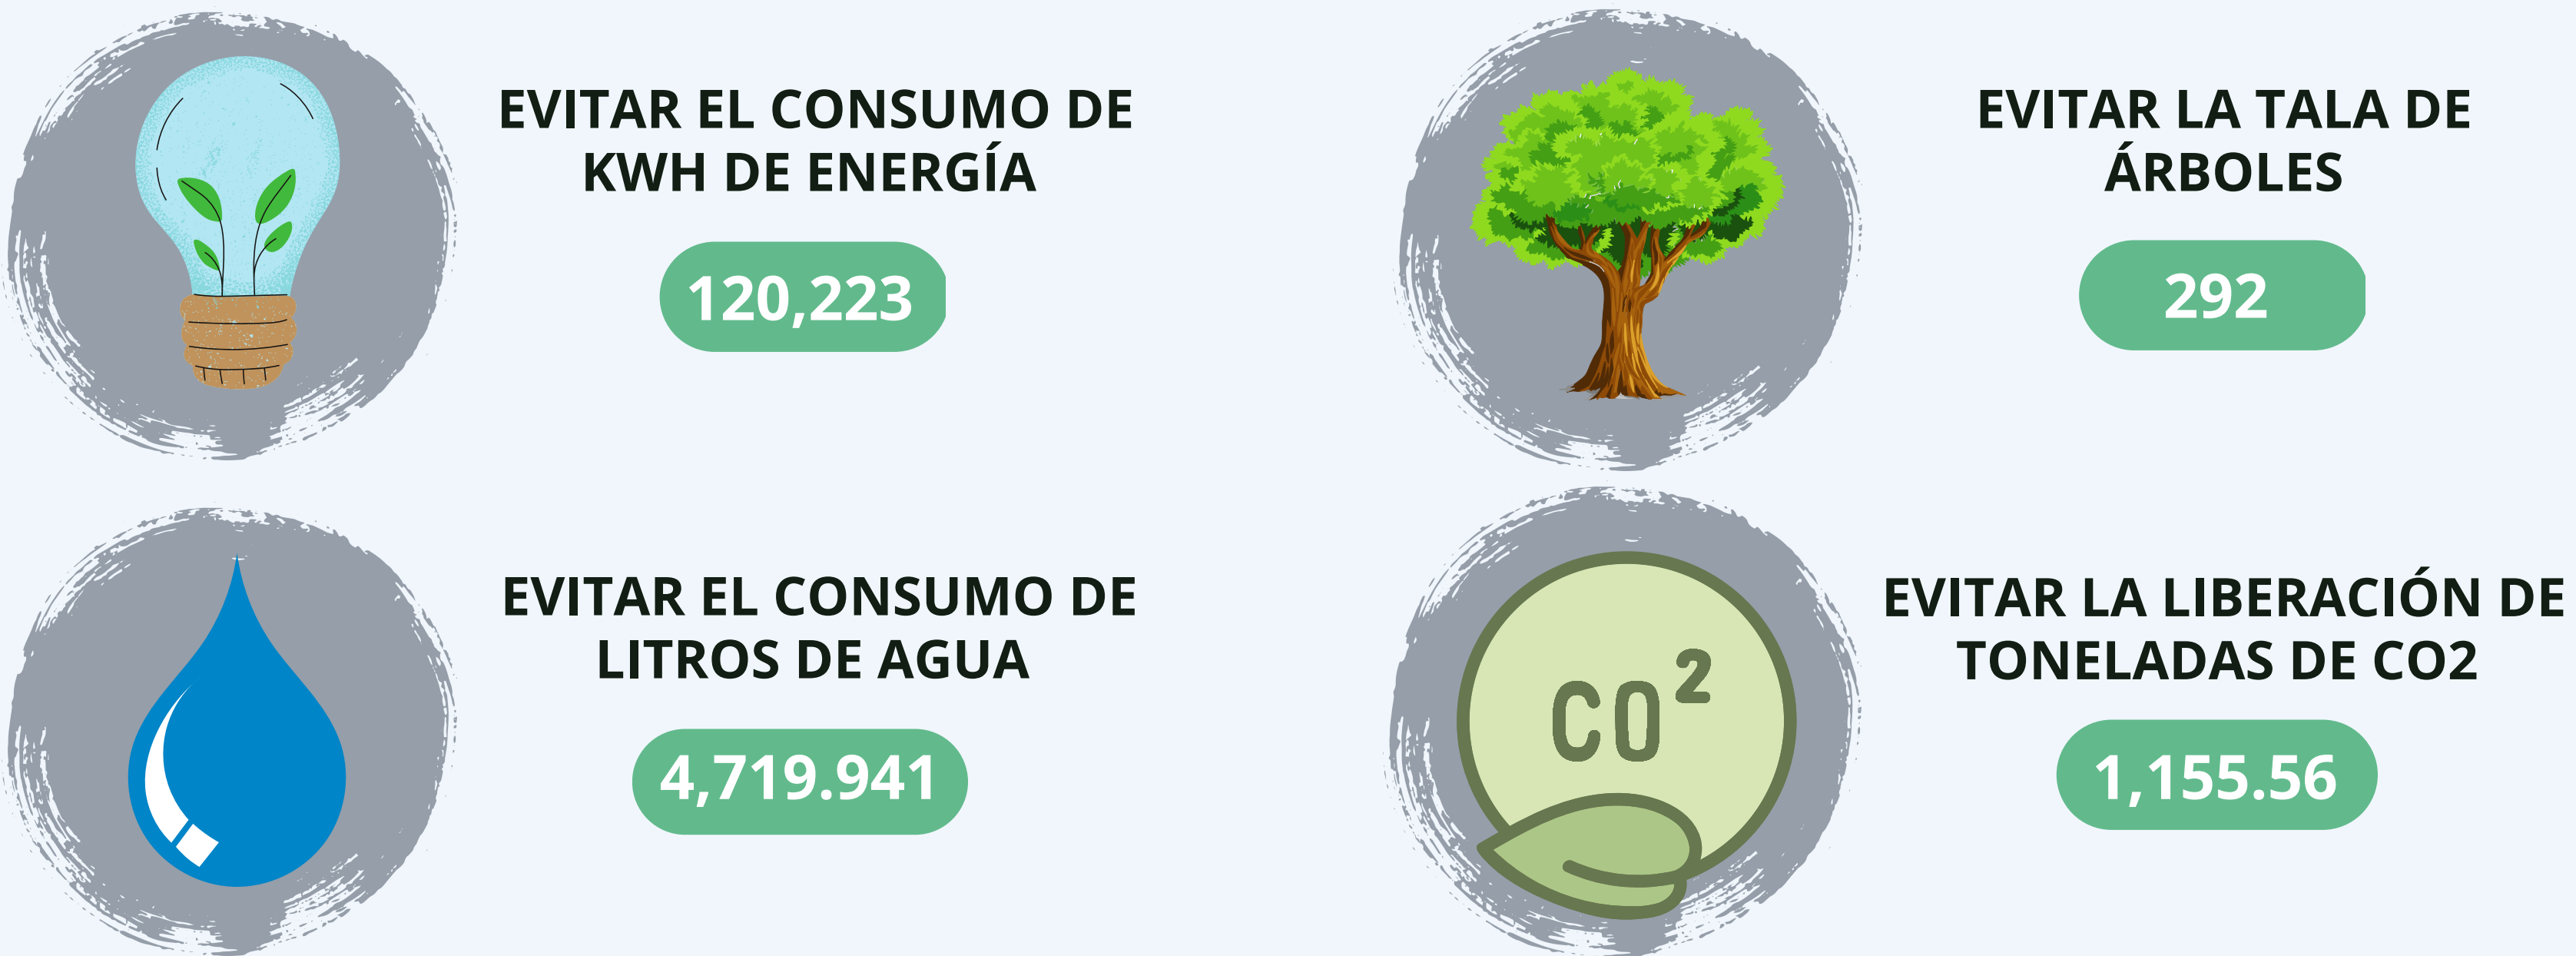 EVITAR EL CONSUMO DE
KWH DE ENERGÍA
120,223
EVITAR LA TALA DE
ÁRBOLES
292
EVITAR EL CONSUMO DE
LITROS DE AGUA
4,719.941
CO²
EVITAR LA LIBERACIÓN DE
TONELADAS DE CO2
1,155.56